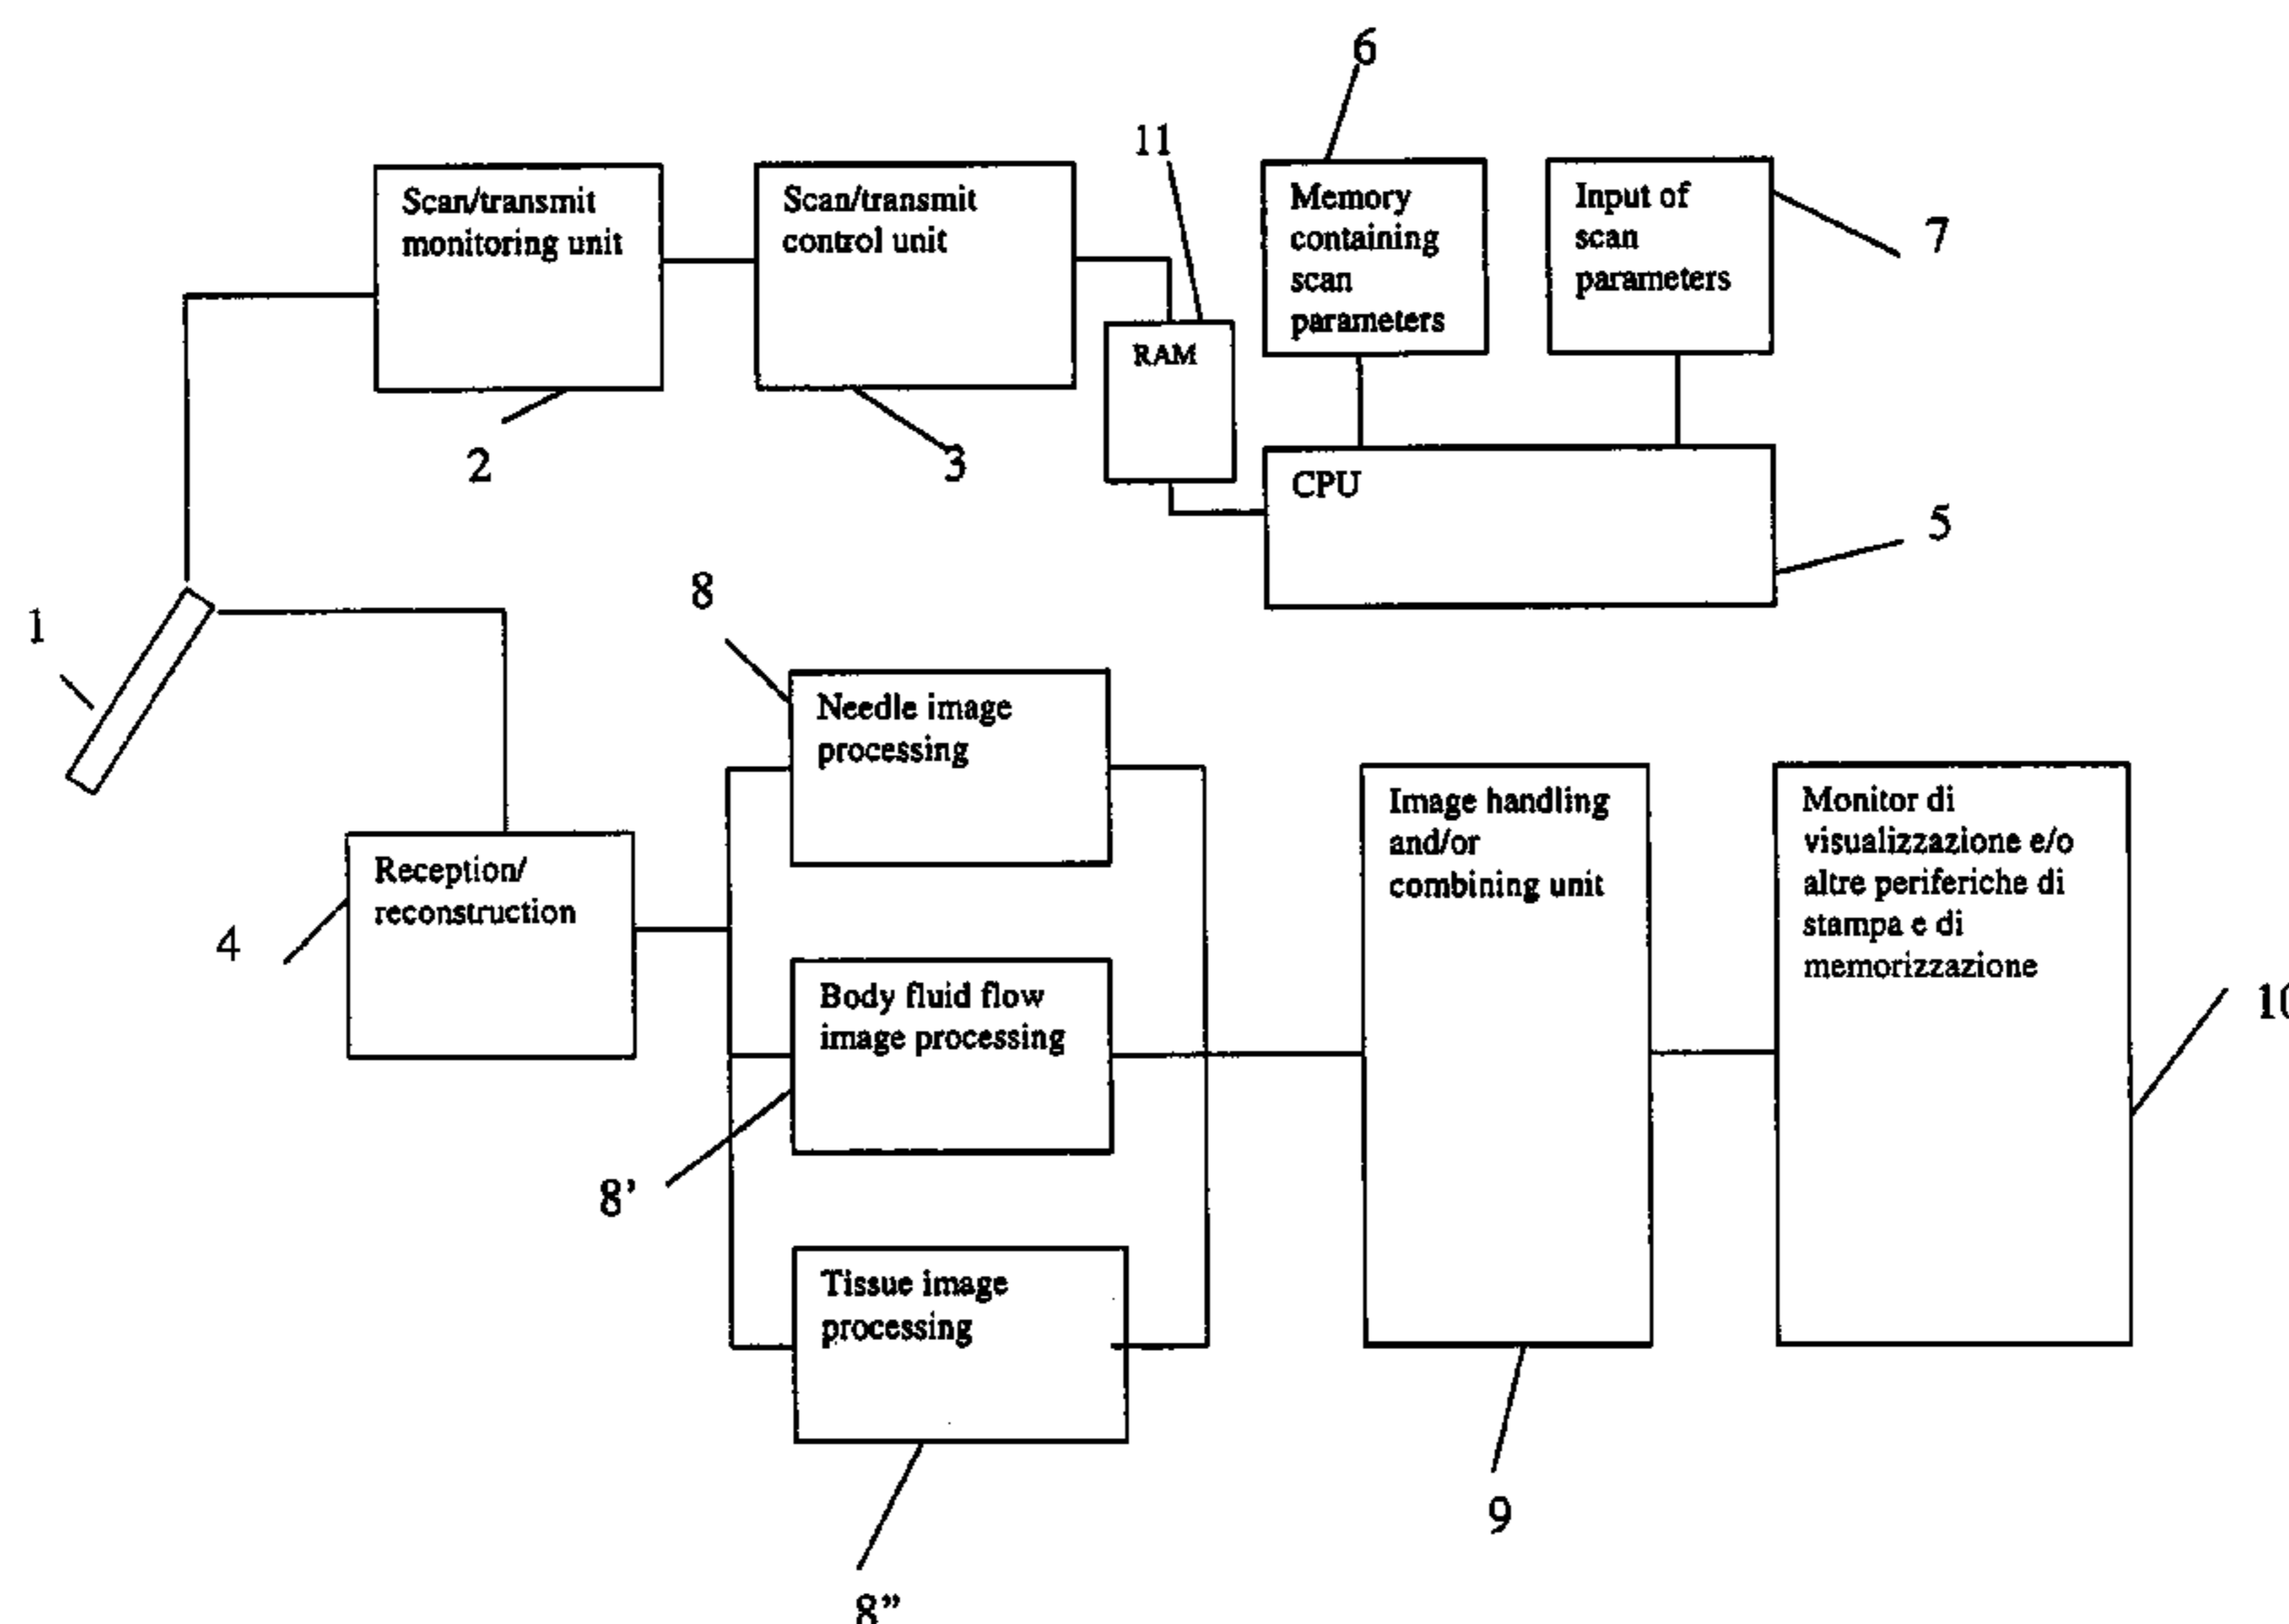 6
11
Scan/transmit
monitoring unit
Scan/transmit
control unit
Memory
containing
scan
parameters
Input of
scan
parameters
7
RAM
2
3
CPU
5
8
1
Needle image
processing
Image handling
and/or
combining unit
Monitor di
visualizzazione e/o
altre periferiche di
stampa e di
memorizzazione
Reception/
reconstruction
4
Body fluid flow
image processing
10
8’
Tissue image
processing
9
8”